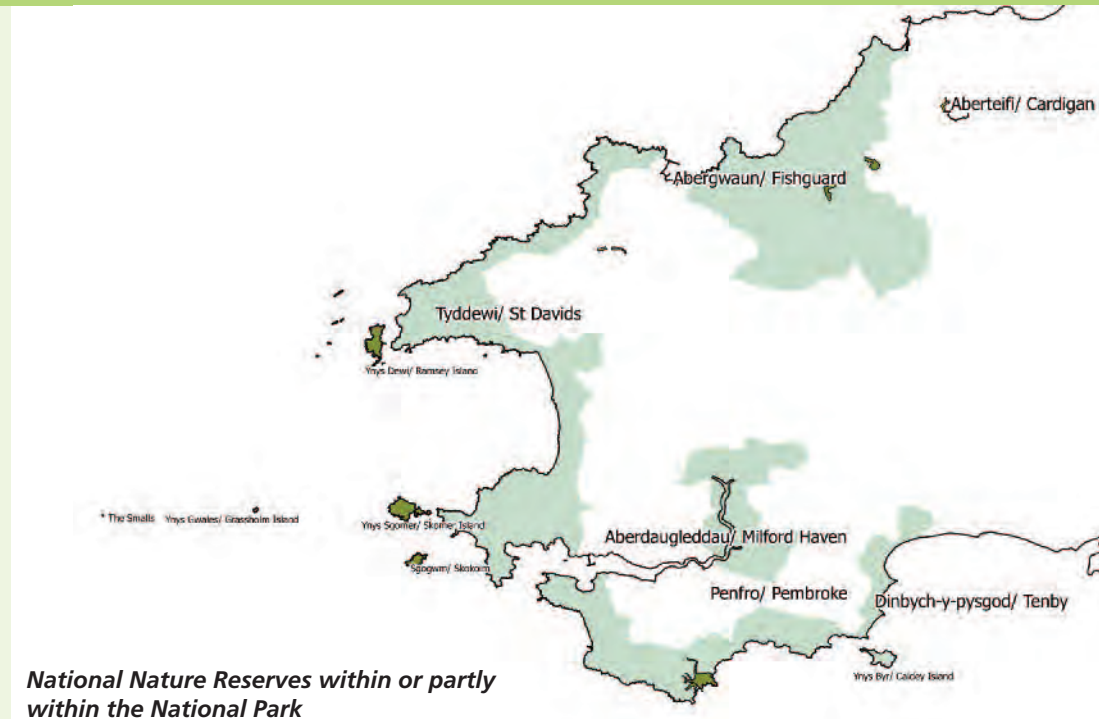 Aberteifi/ Cardigan
Abergwaun/ Fishguard
Tyddewi/ St Davids
Ynys Dewi/ Ramsey Island
* The Smalls
Ynys Gwales/ Grassholm Island
Ynys Sgomer/ Skomer Island
Sgogwm/ Skokolm
Aberdaugleddau/ Milford Haven
Penfro/ Pembroke
Dinbych-y-pysgod/ Tenby
Ynys Byr/ Caldey Island
National Nature Reserves within or partly
within the National Park